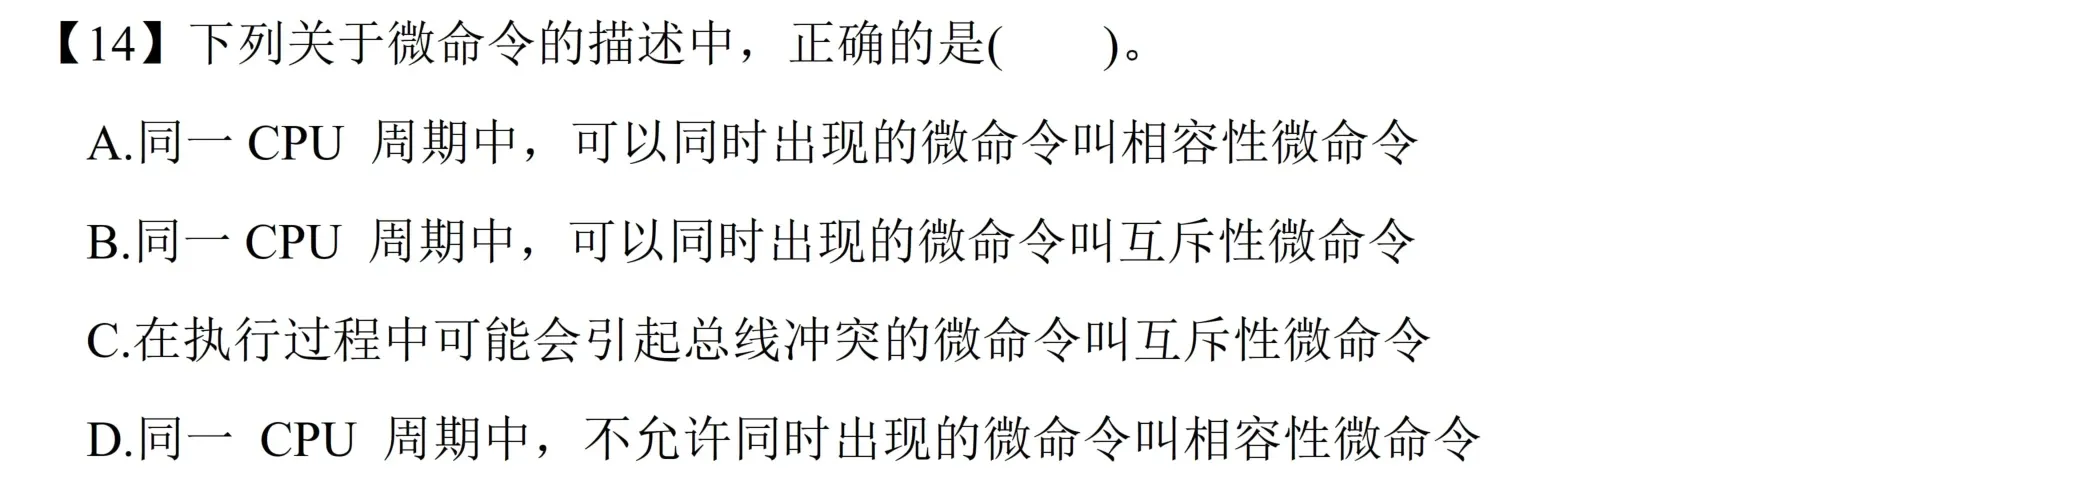 【14】下列关于微命令的描述中，正确的是(  )。
A.同一 CPU 周期中，可以同时出现的微命令叫相容性微命令
B.同一 CPU 周期中，可以同时出现的微命令叫互斥性微命令
C.在执行过程中可能会引起总线冲突的微命令叫互斥性微命令
D.同一 CPU 周期中，不允许同时出现的微命令叫相容性微命令